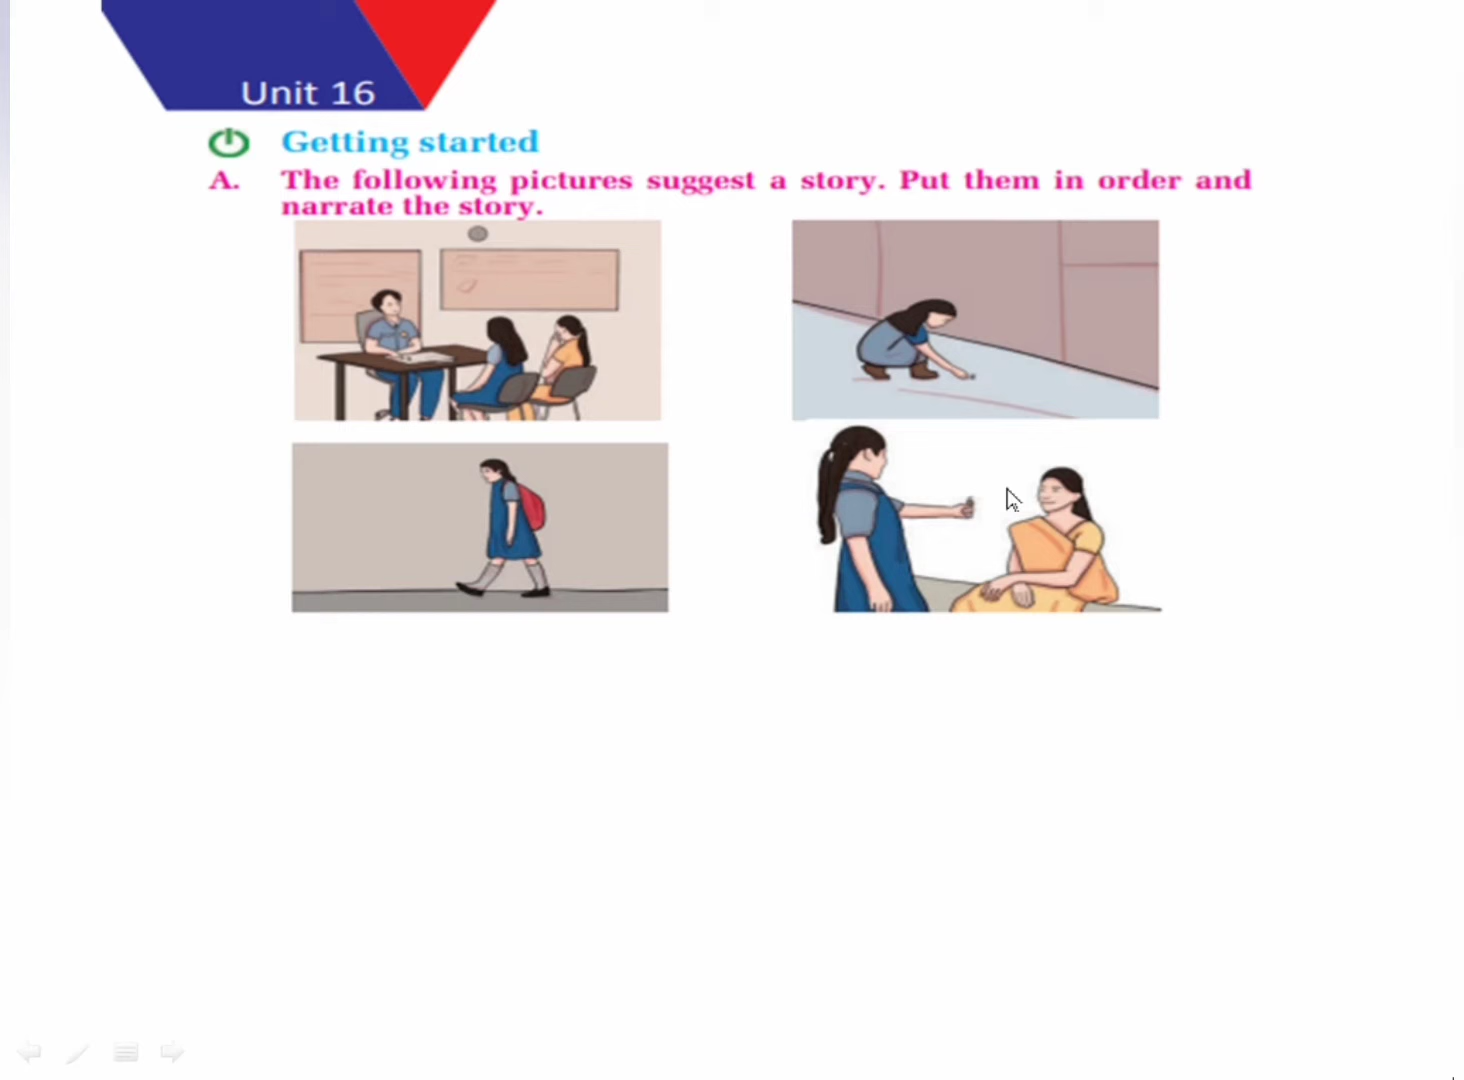 Unit 16
Getting started
A. The following pictures suggest a story. Put them in order and
narrate the story.